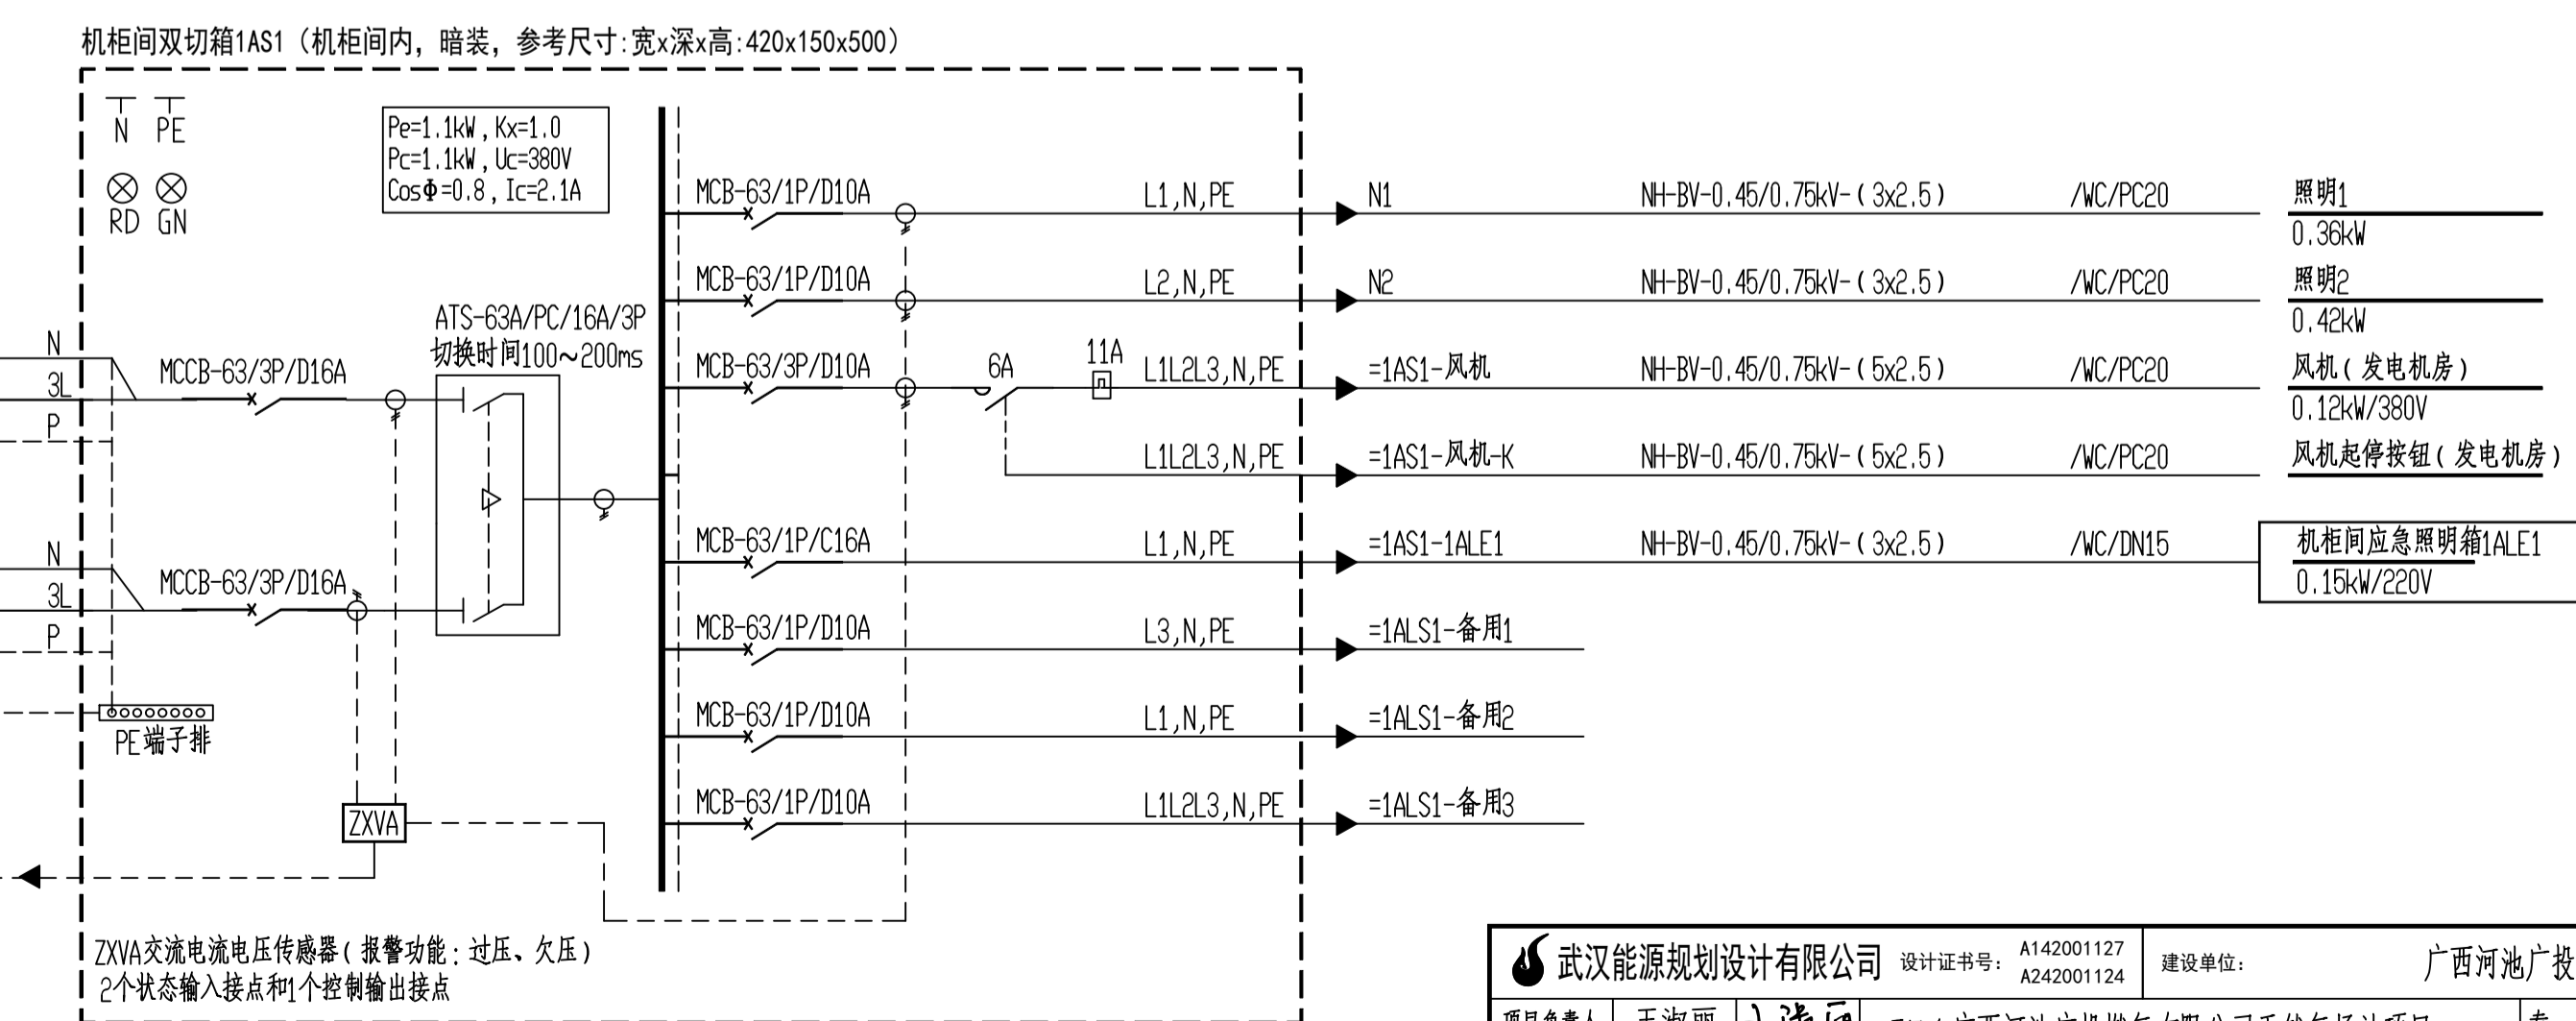 机柜间双切箱1AS1（机柜间内，暗装，参考尺寸:宽x深x高:420x150x500）
N PE
RD GN
Pe=1.1kW,Kx=1.0
Pc=1.1kW,Uc=380V
CosΦ=0.8,Ic=2.1A
MCB-63/1P/D10A L1,N,PE N1 NH-BV-0.45/0.75kV-(3x2.5) /WC/PC20 照明1
0.36kW
MCB-63/1P/D10A L2,N,PE N2 NH-BV-0.45/0.75kV-(3x2.5) /WC/PC20 照明2
0.42kW
ATS-63A/PC/16A/3P
切换时间100~200ms
N
3L
P
MCCB-63/3P/D16A
MCB-63/3P/D10A 6A 11A L1L2L3,N,PE =1AS1-风机 NH-BV-0.45/0.75kV-(5x2.5) /WC/PC20 风机(发电机房)
0.12kW/380V
L1L2L3,N,PE =1AS1-风机-K NH-BV-0.45/0.75kV-(5x2.5) /WC/PC20 风机起停按钮(发电机房)
N
3L
P
MCCB-63/3P/D16A
MCB-63/1P/C16A L1,N,PE =1AS1-1ALE1 NH-BV-0.45/0.75kV-(3x2.5) /WC/DN15 机柜间应急照明箱1ALE1
0.15kW/220V
MCB-63/1P/D10A L3,N,PE =1ALS1-备用1
MCB-63/1P/D10A L1,N,PE =1ALS1-备用2
PE端子排
MCB-63/1P/D10A L1L2L3,N,PE =1ALS1-备用3
ZXVA
ZXVA交流电流电压传感器(报警功能:过压、欠压)
2个状态输入接点和1个控制输出接点
武汉能源规划设计有限公司 设计证书号: A142001127
A242001124
建设单位: 广西河池广投
项目负责人 王淑丽